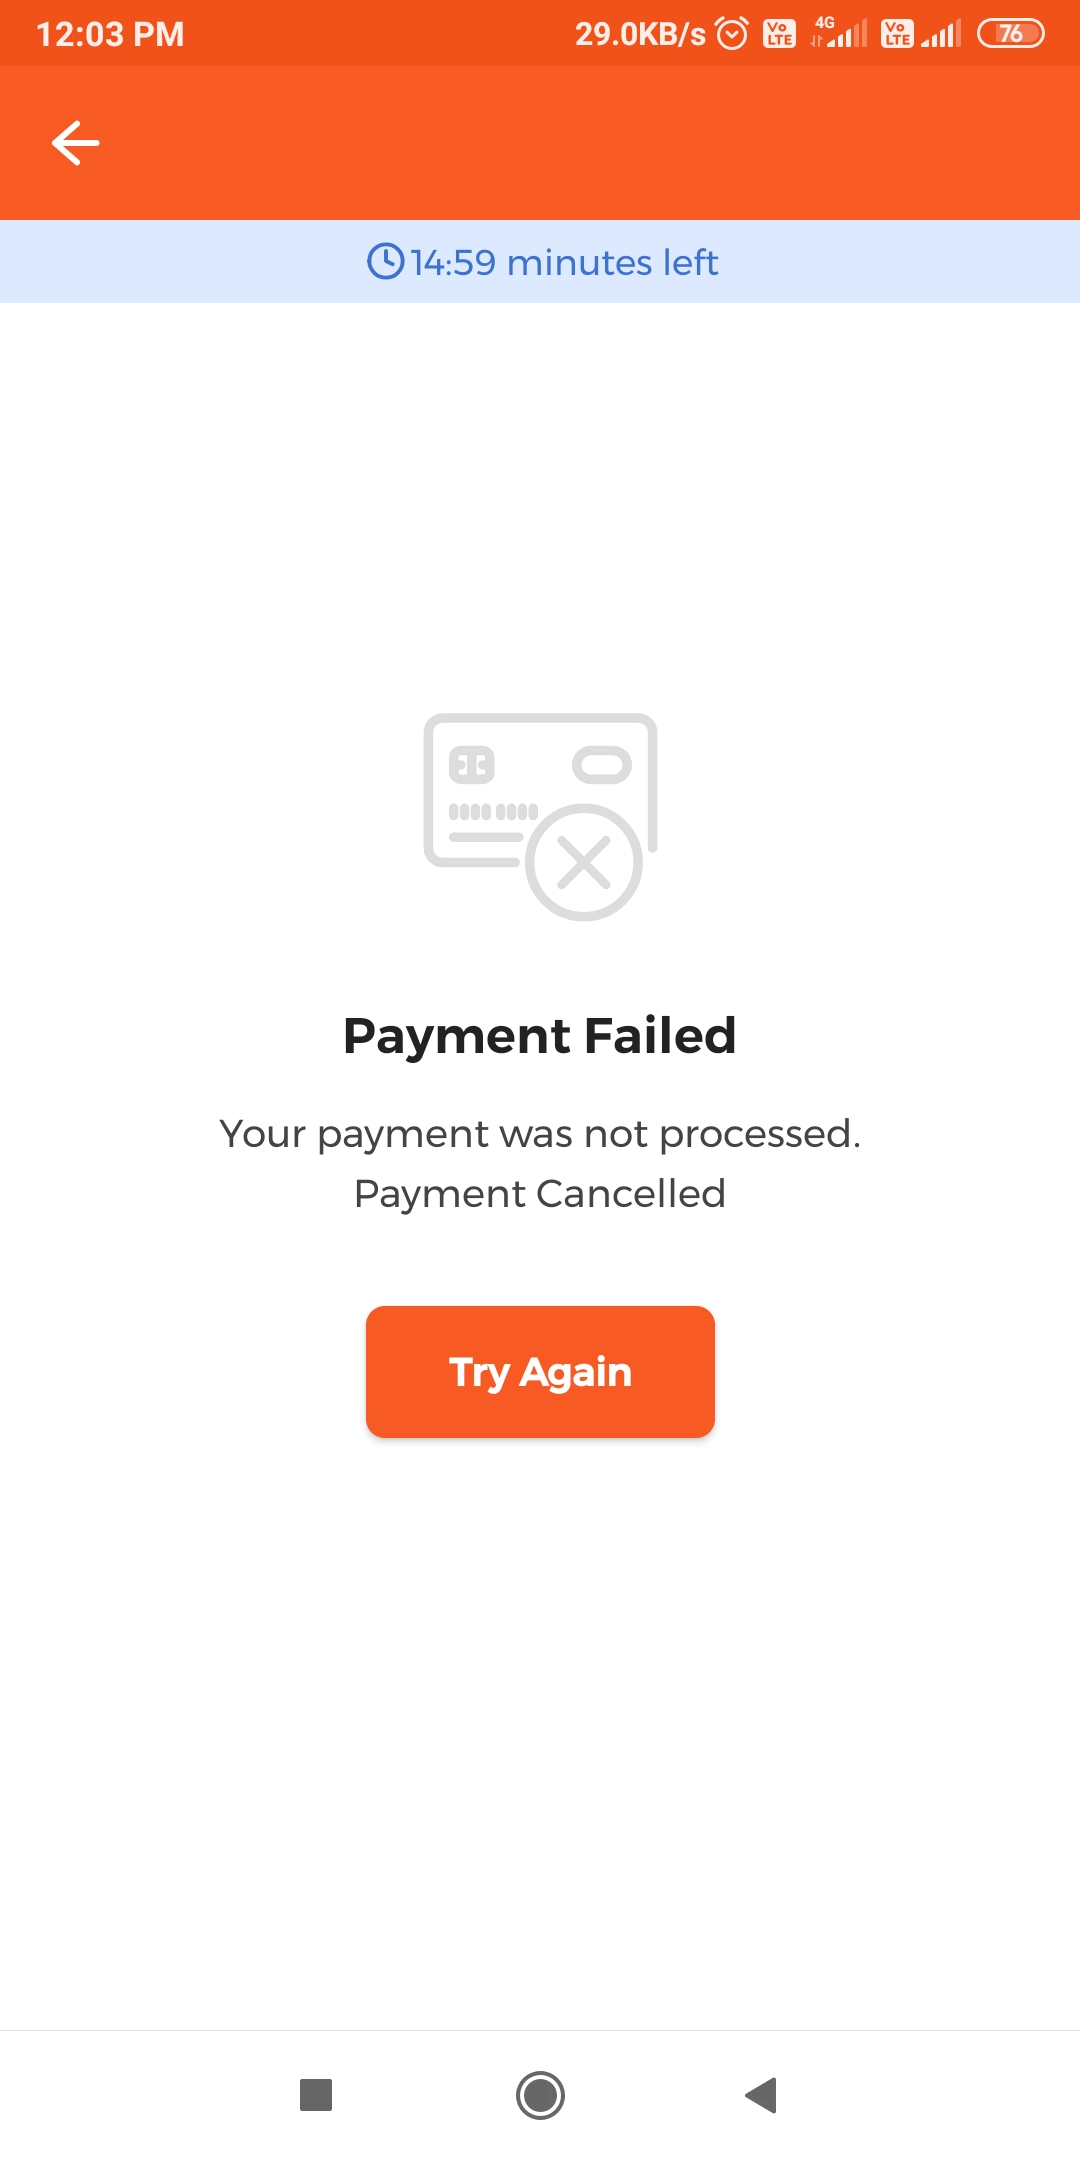 12:03 PM
29.0KB/s
Vo LTE
4G
Vo LTE
76
14:59 minutes left
Payment Failed
Your payment was not processed.
Payment Cancelled
Try Again